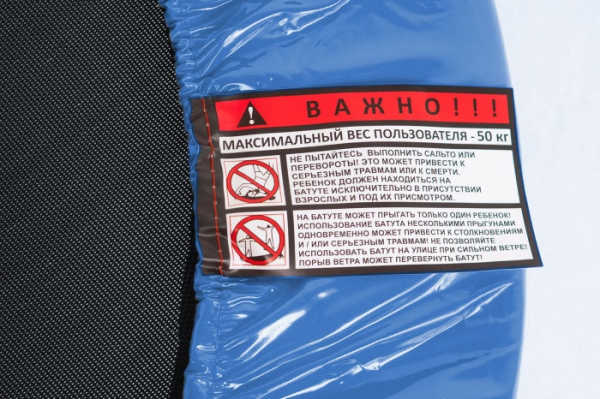 ВАЖНО!!!
МАКСИМАЛЬНЫЙ ВЕС ПОЛЬЗОВАТЕЛЯ - 50 кг
НЕ ПЫТАЙТЕСЬ ВЫПОЛНИТЬ САЛЬТО ИЛИ
ПЕРЕВОРОТЫ! ЭТО МОЖЕТ ПРИВЕСТИ К
СЕРЬЕЗНЫМ ТРАВМАМ ИЛИ К СМЕРТИ.
РЕБЕНОК ДОЛЖЕН НАХОДИТЬСЯ НА
БАТУТЕ ИСКЛЮЧИТЕЛЬНО В ПРИСУТСТВИИ
ВЗРОСЛЫХ И ПОД ИХ ПРИСМОТРОМ.
НА БАТУТЕ МОЖЕТ ПРЫГАТЬ ТОЛЬКО ОДИН РЕБЕНОК!
ИСПОЛЬЗОВАНИЕ БАТУТА НЕСКОЛЬКИМИ ПРЫГУНАМИ
ОДНОВРЕМЕННО МОЖЕТ ПРИВЕСТИ К СТОЛКНОВЕНИЯМ
И / ИЛИ СЕРЬЕЗНЫМ ТРАВМАМ! НЕ ПОЗВОЛЯЙТЕ
ИСПОЛЬЗОВАТЬ БАТУТ НА УЛИЦЕ ПРИ СИЛЬНОМ ВЕТРЕ!
ПОРЫВ ВЕТРА МОЖЕТ ПЕРЕВЕРНУТЬ БАТУТ!